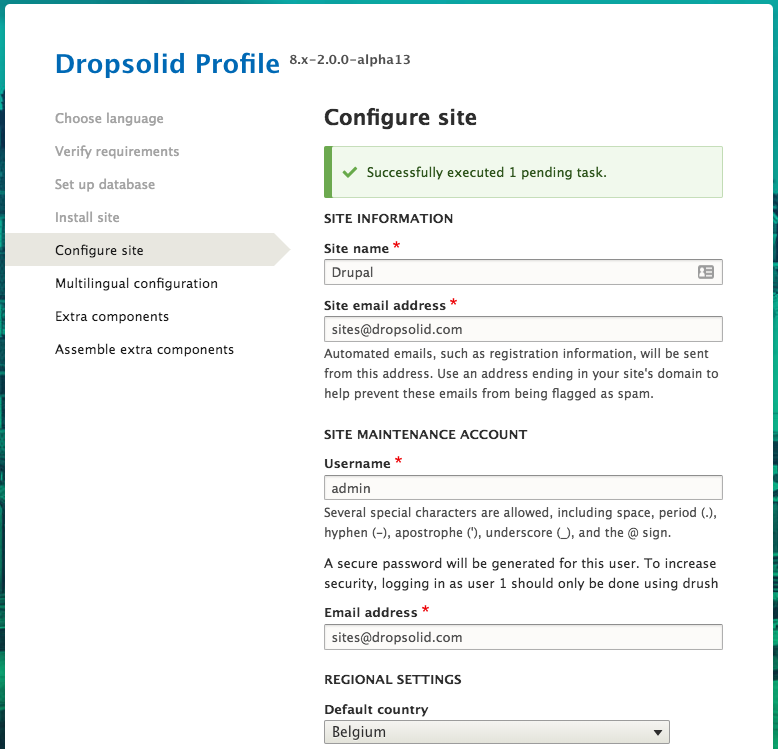 Dropsolid Profile 8.x-2.0.0-alpha13
Choose language
Verify requirements
Set up database
Install site
Configure site
Multilingual configuration
Extra components
Assemble extra components
Configure site
Successfully executed 1 pending task.
SITE INFORMATION
Site name *
Drupal
Site email address *
sites@dropsolid.com
Automated emails, such as registration information, will be sent
from this address. Use an address ending in your site's domain to
help prevent these emails from being flagged as spam.
SITE MAINTENANCE ACCOUNT
Username *
admin
Several special characters are allowed, including space, period (.),
hyphen (-), apostrophe ('), underscore (_), and the @ sign.
A secure password will be generated for this user. To increase
security, logging in as user 1 should only be done using drush
Email address *
sites@dropsolid.com
REGIONAL SETTINGS
Default country
Belgium